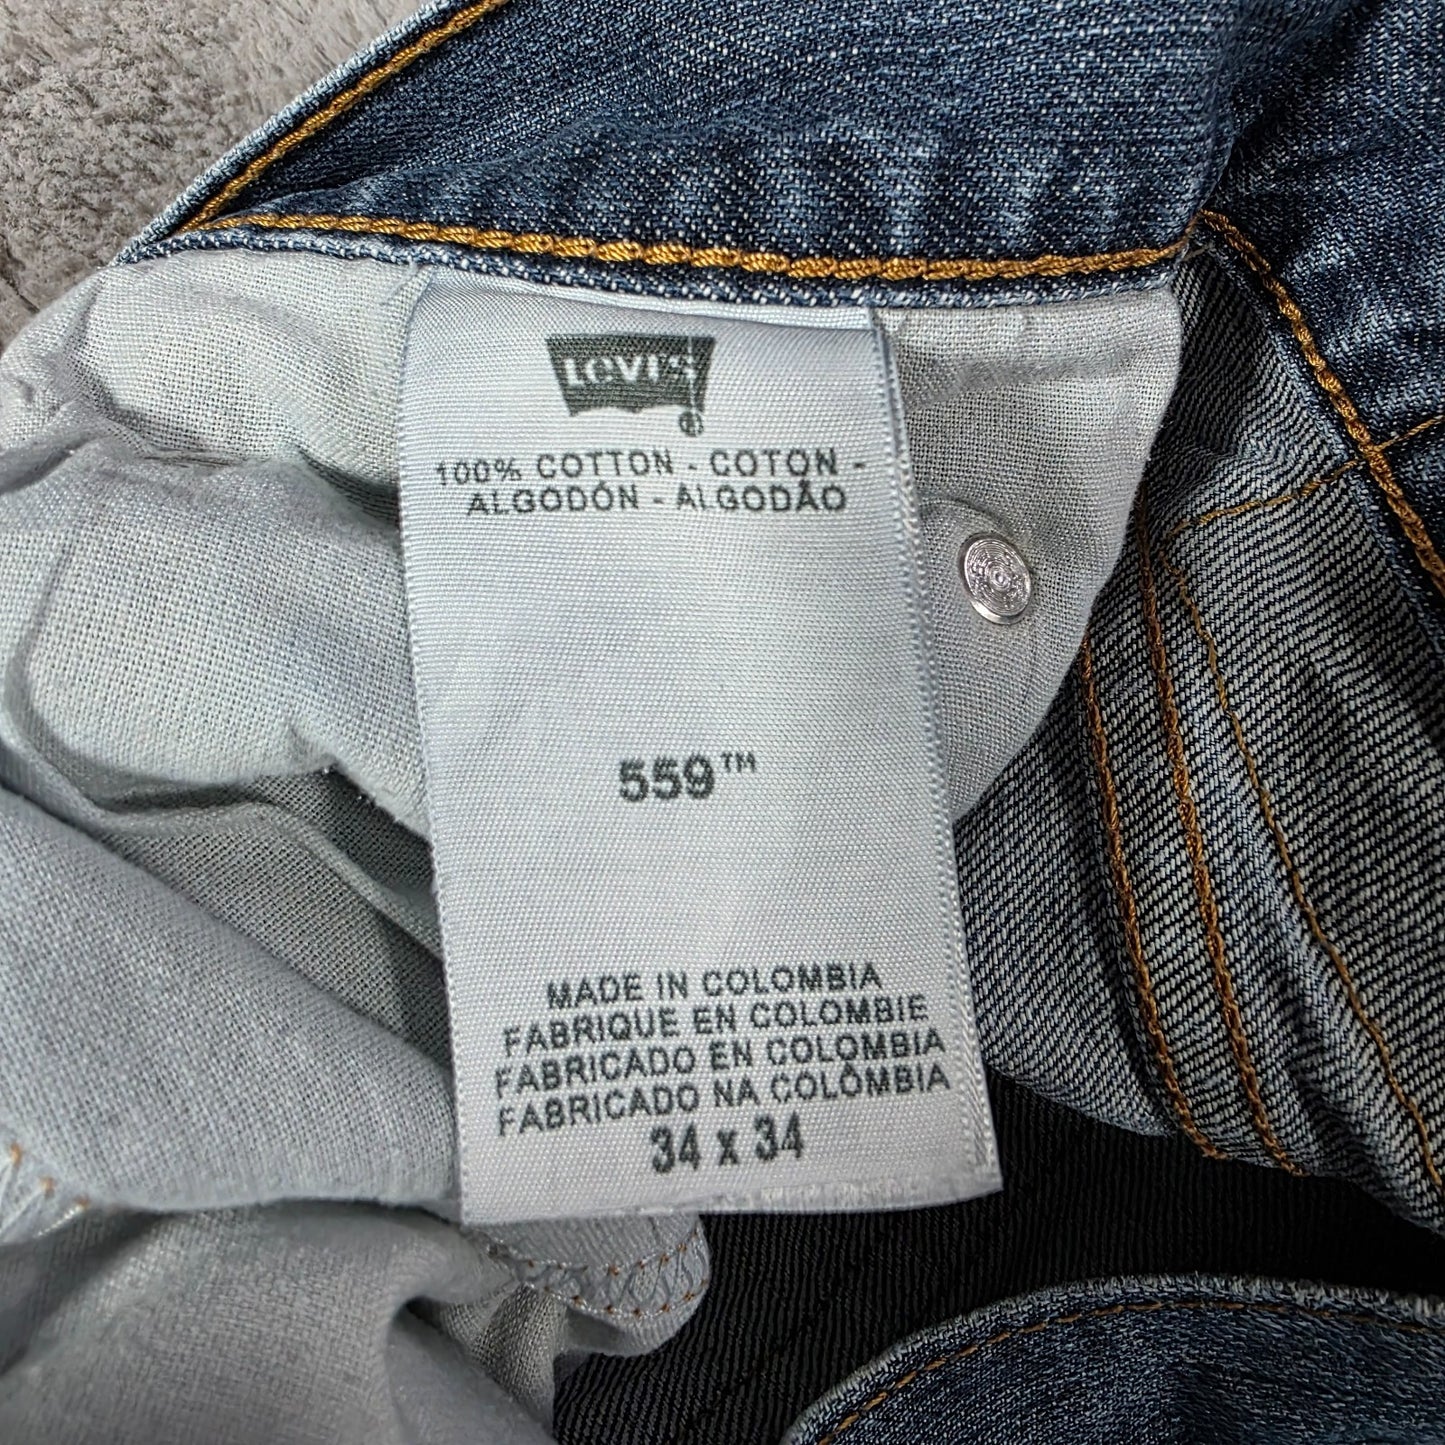 Levi's
®
100% COTTON - COTON -
ALGODÓN - ALGODÃO
559™
MADE IN COLOMBIA
FABRIQUE EN COLOMBIE
FABRICADO EN COLOMBIA
FABRICADO NA COLÔMBIA
34 x 34